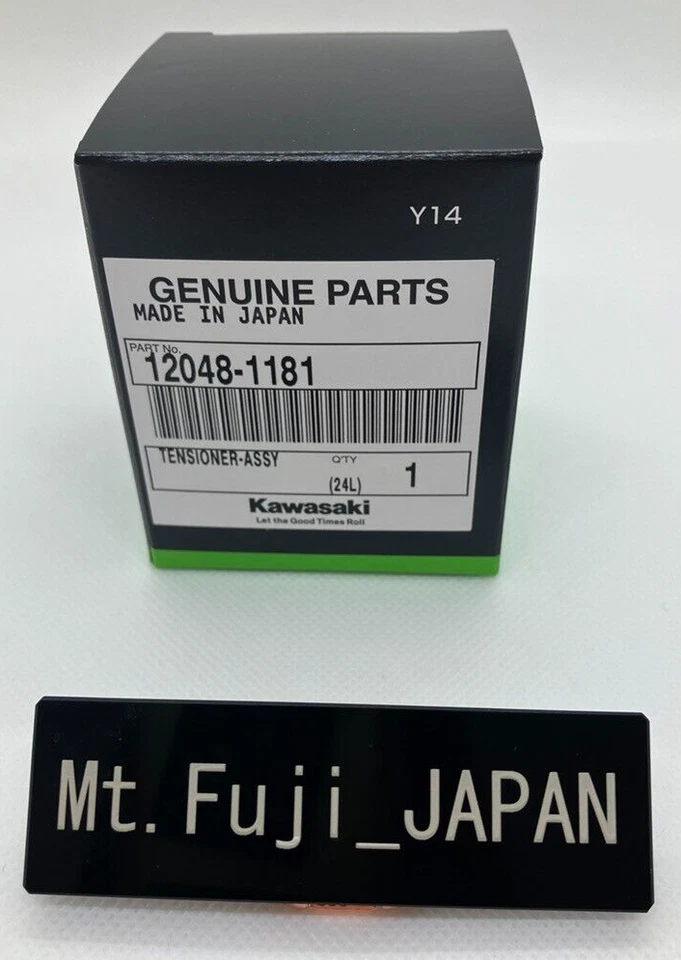 Y14
GENUINE PARTS
MADE IN JAPAN
PART No.
12048-1181
TENSIONER-ASSY
Q'TY
(24L)
1
Kawasaki
Let the Good Times Roll
Mt.Fuji_JAPAN